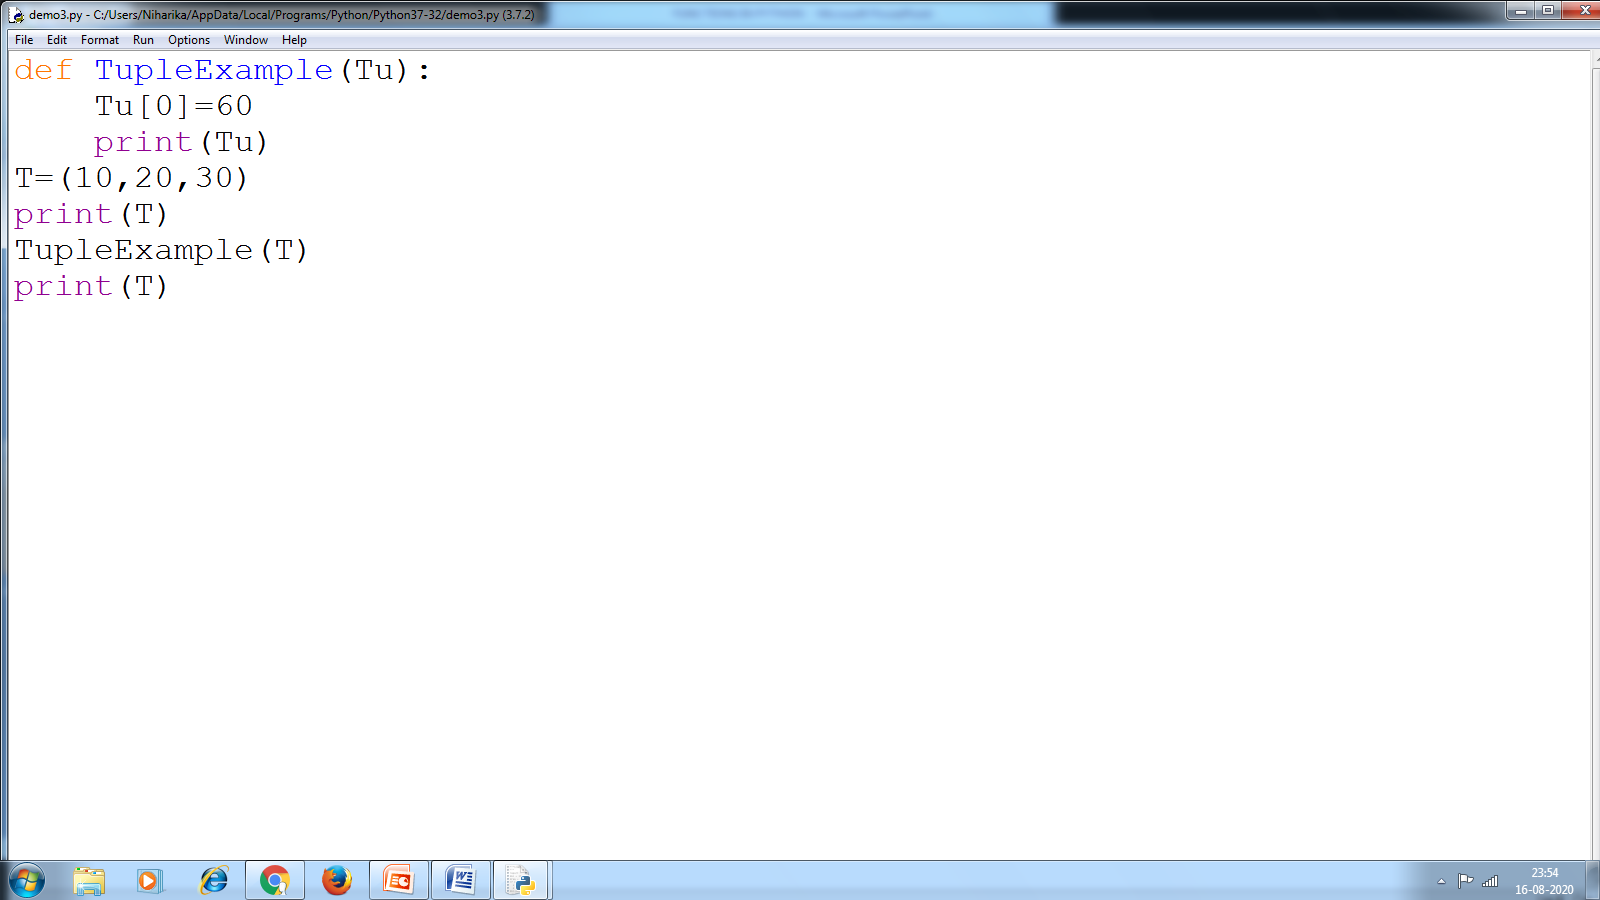 demo3.py - C:/Users/Niharika/AppData/Local/Programs/Python/Python37-32/demo3.py (3.7.2)
File Edit Format Run Options Window Help
def TupleExample(Tu):
    Tu[0]=60
    print(Tu)
T=(10,20,30)
print(T)
TupleExample(T)
print(T)
23:54
16-08-2020